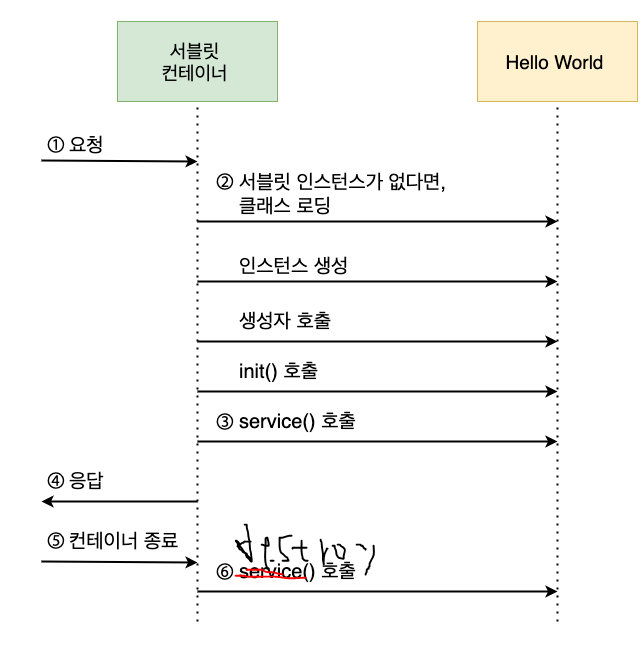 서블릿
컨테이너
Hello World
① 요청
② 서블릿 인스턴스가 없다면,
클래스 로딩
인스턴스 생성
생성자 호출
init() 호출
③ service() 호출
④ 응답
⑤ 컨테이너 종료
destroy
⑥ service() 호출